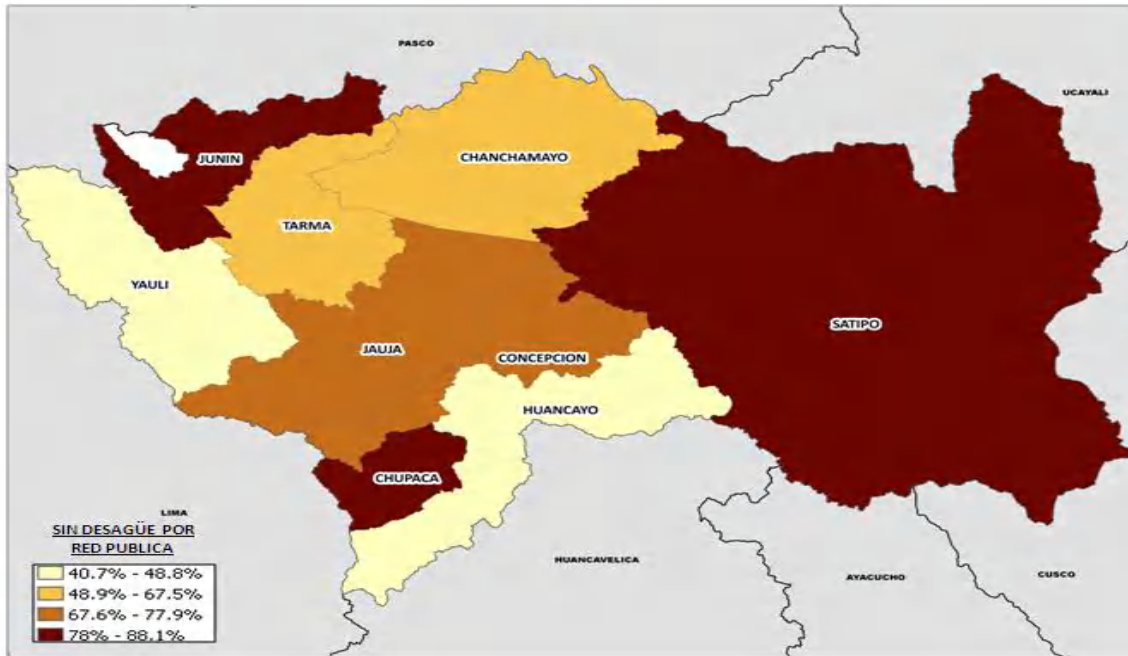 PASCO
UCAYALI
JUNIN
CHANCHAMAYO
TARMA
YAULI
SATIPO
JAUJA
CONCEPCION
HUANCAYO
CHUPACA
LIMA
HUANCAVELICA
AYACUCHO
CUSCO
SIN DESAGÜE POR
RED PUBLICA
40.7% - 48.8%
48.9% - 67.5%
67.6% - 77.9%
78% - 88.1%